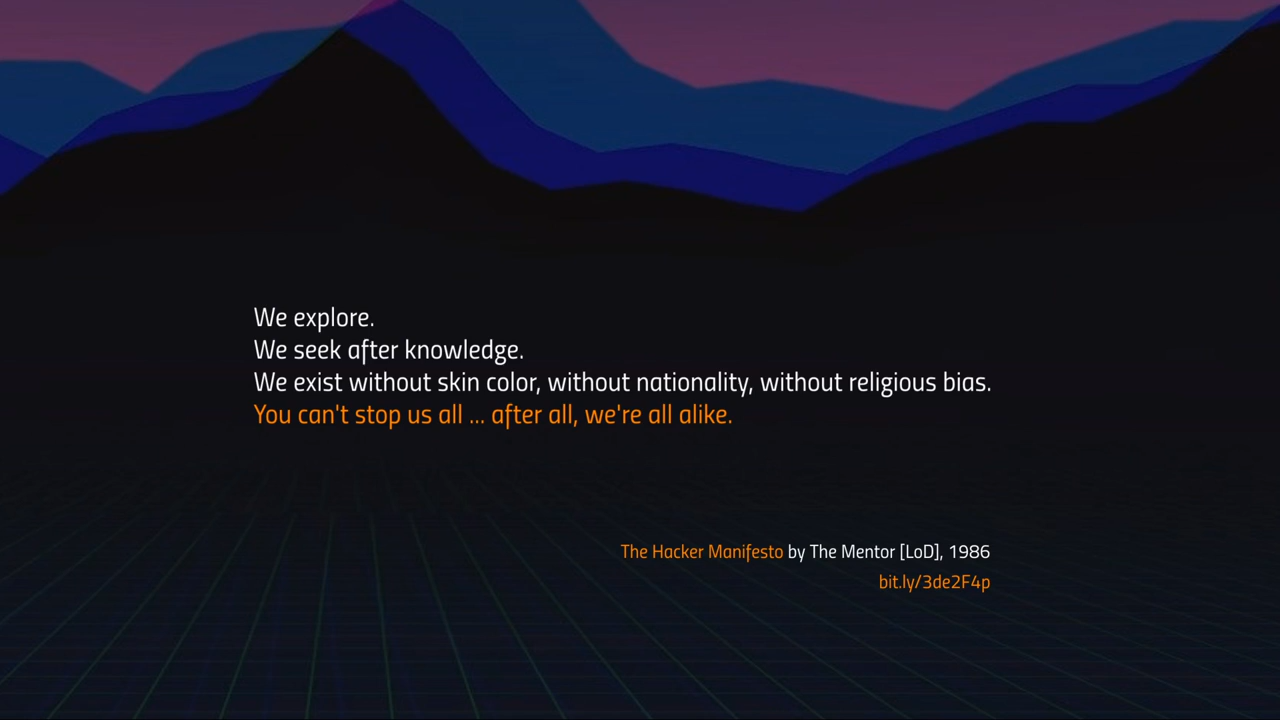 We explore.
We seek after knowledge.
We exist without skin color, without nationality, without religious bias.
You can't stop us all ... after all, we're all alike.
The Hacker Manifesto by The Mentor [LoD], 1986
bit.ly/3de2F4p